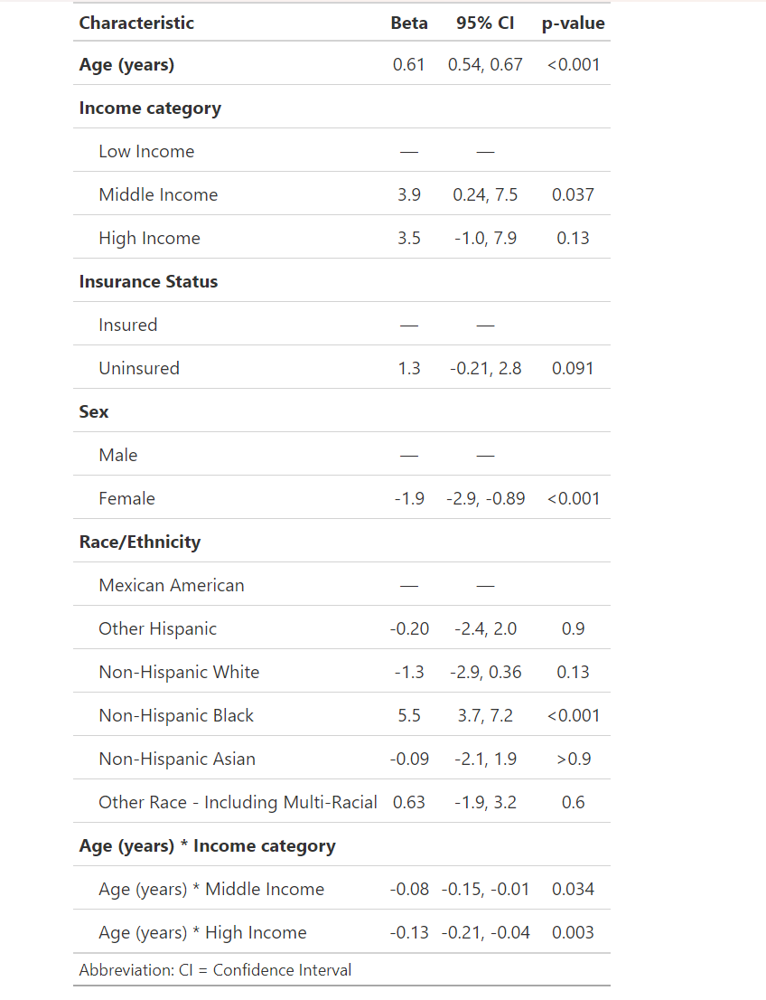 Characteristic Beta 95% CI p-value
Age (years) 0.61 0.54, 0.67 <0.001
Income category
Low Income — —
Middle Income 3.9 0.24, 7.5 0.037
High Income 3.5 -1.0, 7.9 0.13
Insurance Status
Insured — —
Uninsured 1.3 -0.21, 2.8 0.091
Sex
Male — —
Female -1.9 -2.9, -0.89 <0.001
Race/Ethnicity
Mexican American — —
Other Hispanic -0.20 -2.4, 2.0 0.9
Non-Hispanic White -1.3 -2.9, 0.36 0.13
Non-Hispanic Black 5.5 3.7, 7.2 <0.001
Non-Hispanic Asian -0.09 -2.1, 1.9 >0.9
Other Race - Including Multi-Racial 0.63 -1.9, 3.2 0.6
Age (years) * Income category
Age (years) * Middle Income -0.08 -0.15, -0.01 0.034
Age (years) * High Income -0.13 -0.21, -0.04 0.003
Abbreviation: CI = Confidence Interval